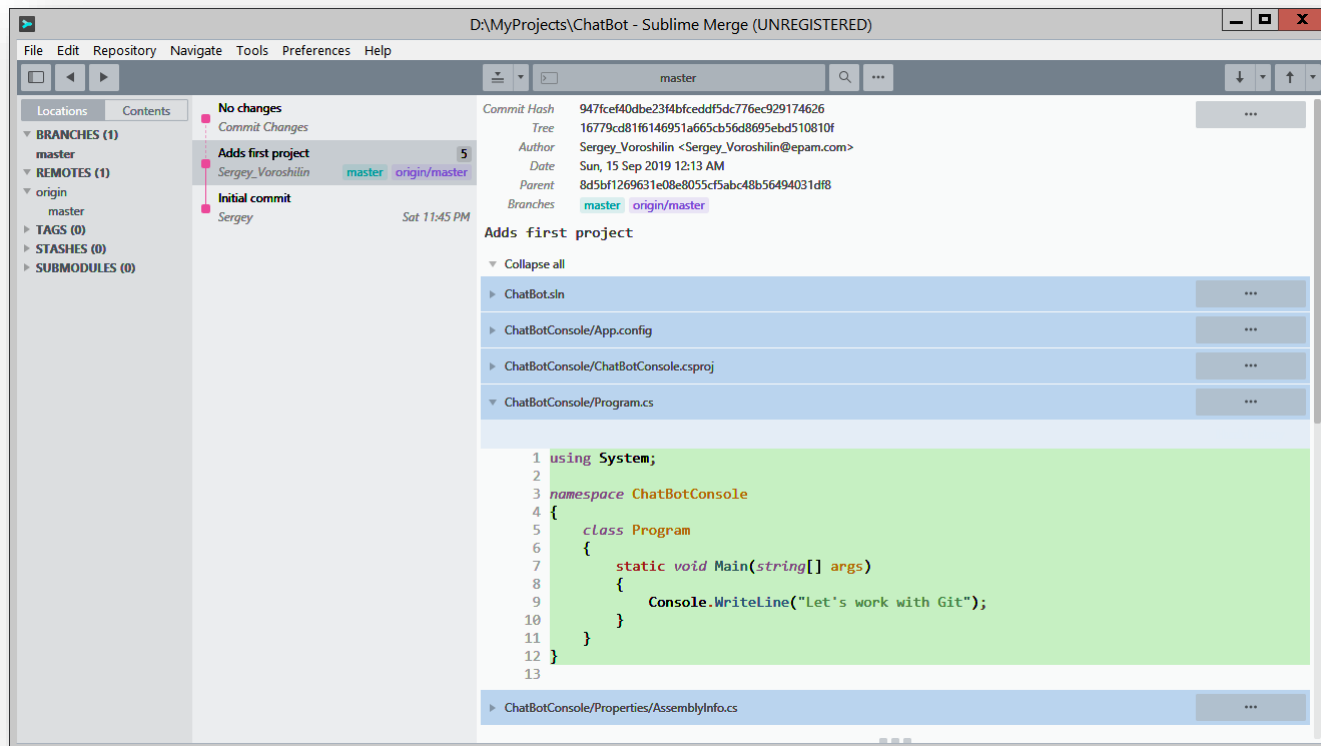 D:\MyProjects\ChatBot - Sublime Merge (UNREGISTERED)
File Edit Repository Navigate Tools Preferences Help
master
Locations Contents
BRANCHES (1)
master
REMOTES (1)
origin
master
TAGS (0)
STASHES (0)
SUBMODULES (0)
No changes
Commit Changes
Adds first project 5
Sergey_Voroshilin master origin/master
Initial commit
Sergey Sat 11:45 PM
Commit Hash 947fcef40dbe23f4bfceddf5dc776ec929174626
Tree 16779cd81f6146951a665cb56d8695ebd510810f
Author Sergey_Voroshilin <Sergey_Voroshilin@epam.com>
Date Sun, 15 Sep 2019 12:13 AM
Parent 8d5bf1269631e08e8055cf5abc48b56494031df8
Branches master origin/master
Adds first project
Collapse all
ChatBot.sln
ChatBotConsole/App.config
ChatBotConsole/ChatBotConsole.csproj
ChatBotConsole/Program.cs
1 using System;
2
3 namespace ChatBotConsole
4 {
5 class Program
6 {
7 static void Main(string[] args)
8 {
9 Console.WriteLine("Let's work with Git");
10 }
11 }
12 }
13
ChatBotConsole/Properties/AssemblyInfo.cs